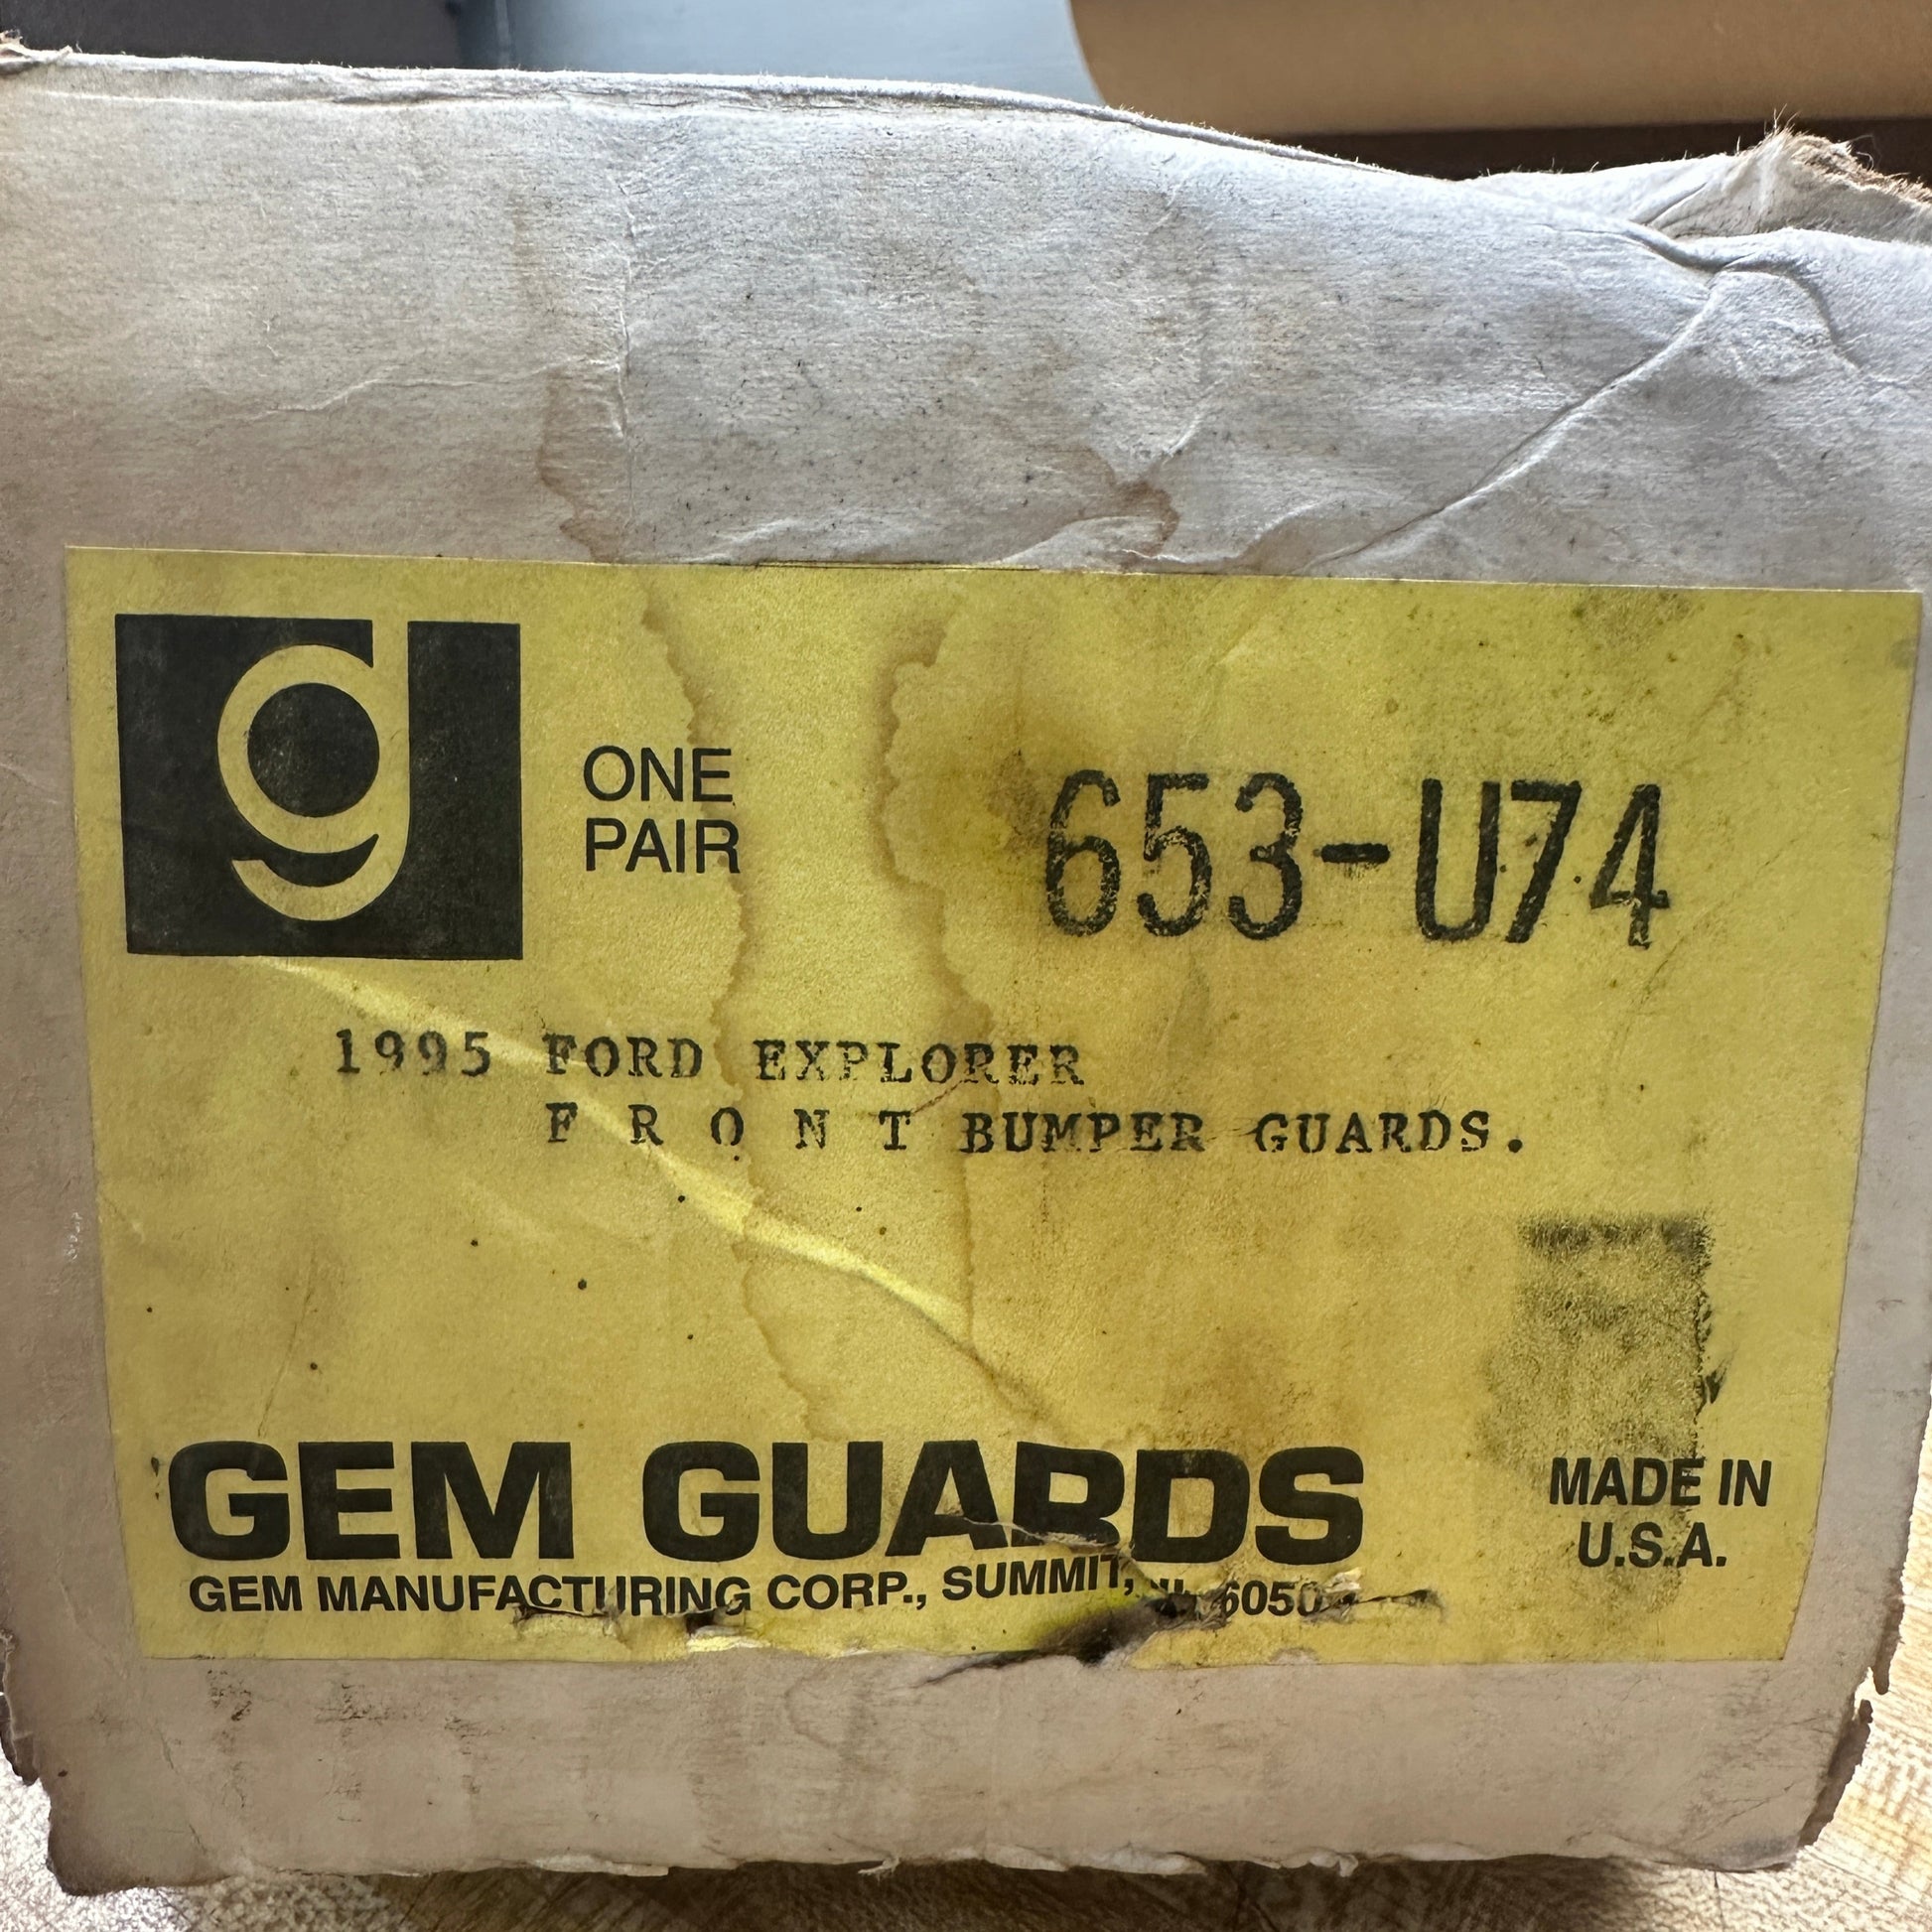 g
ONE
PAIR
653-U74
1995 FORD EXPLORER
F R O N T BUMPER GUARDS.
GEM GUARDS
GEM MANUFACTURING CORP., SUMMIT,
MADE IN
U.S.A.